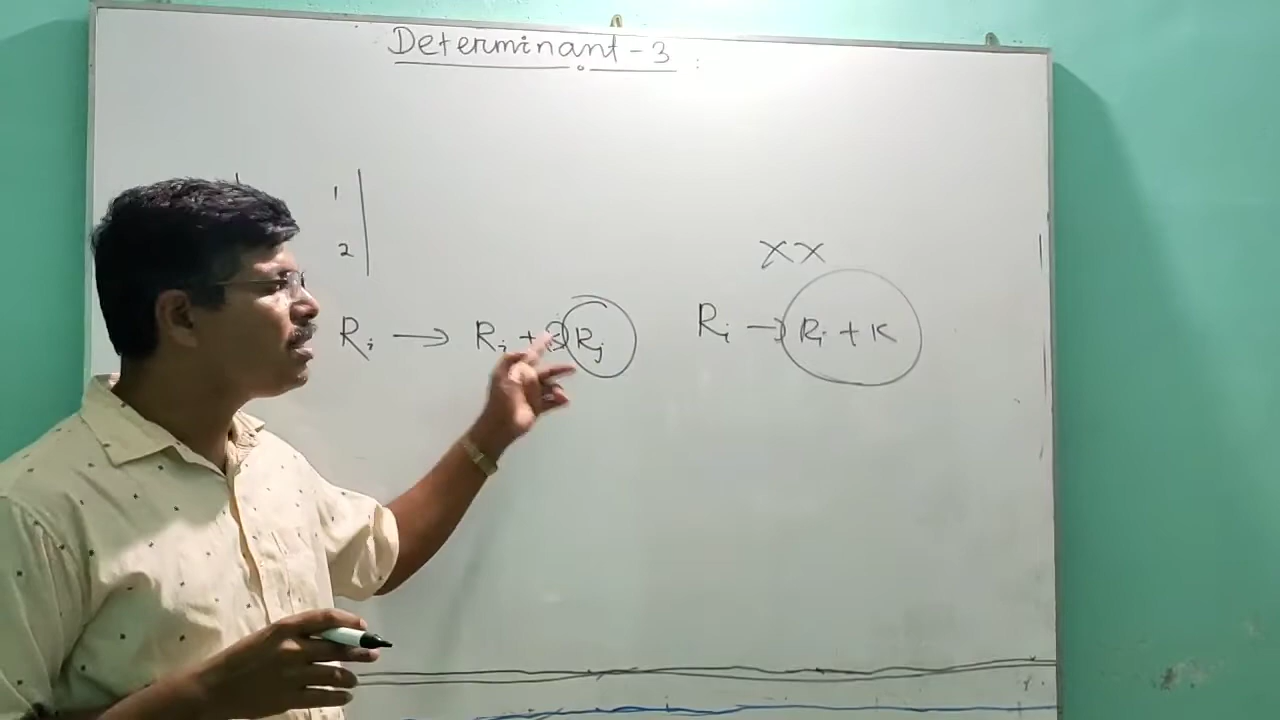 Determinant - 3 :
1
2
XX
Ri → Ri + Rj
Ri → Ri + K